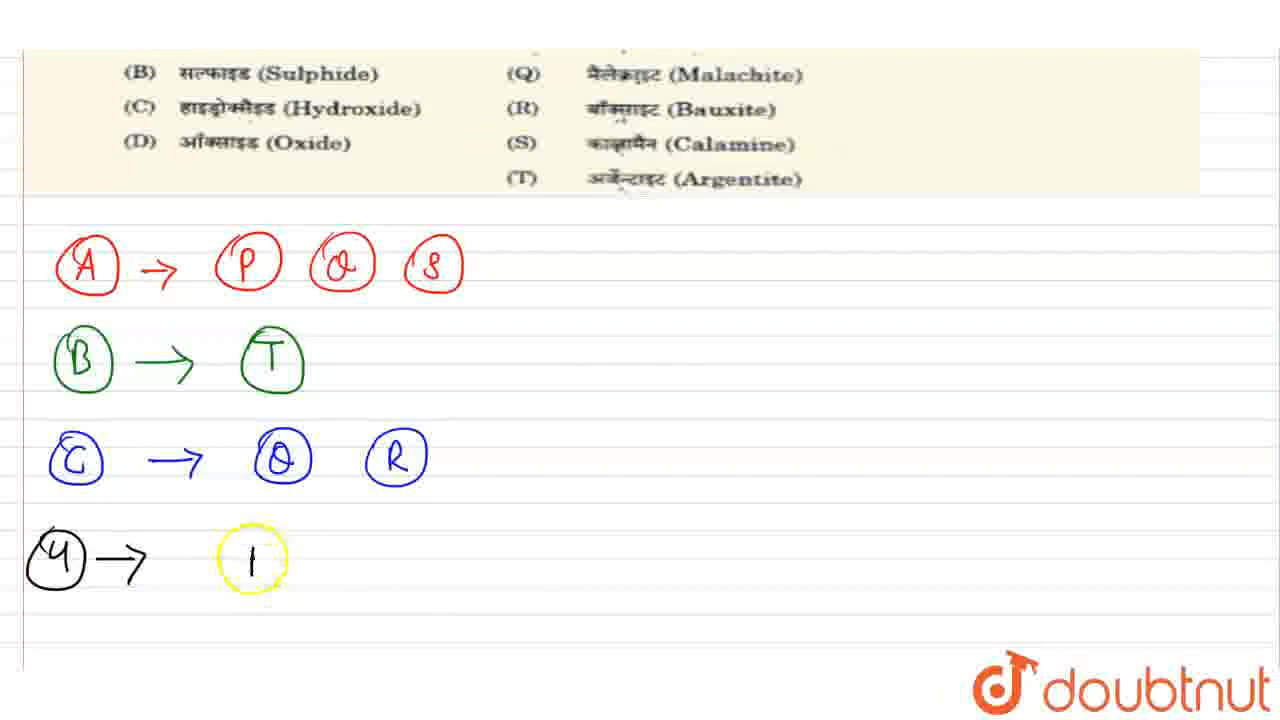 (B) सल्फाइड (Sulphide) (Q) मैलेक्राइट (Malachite)
(C) हाइड्रोक्सैइड (Hydroxide) (R) बॉक्साइट (Bauxite)
(D) ऑक्साइड (Oxide) (S) कालामैन (Calamine)
(T) अर्जेन्टाइट (Argentite)
A → P Q S
B → T
C → Q R
4 → 1
doubtnut